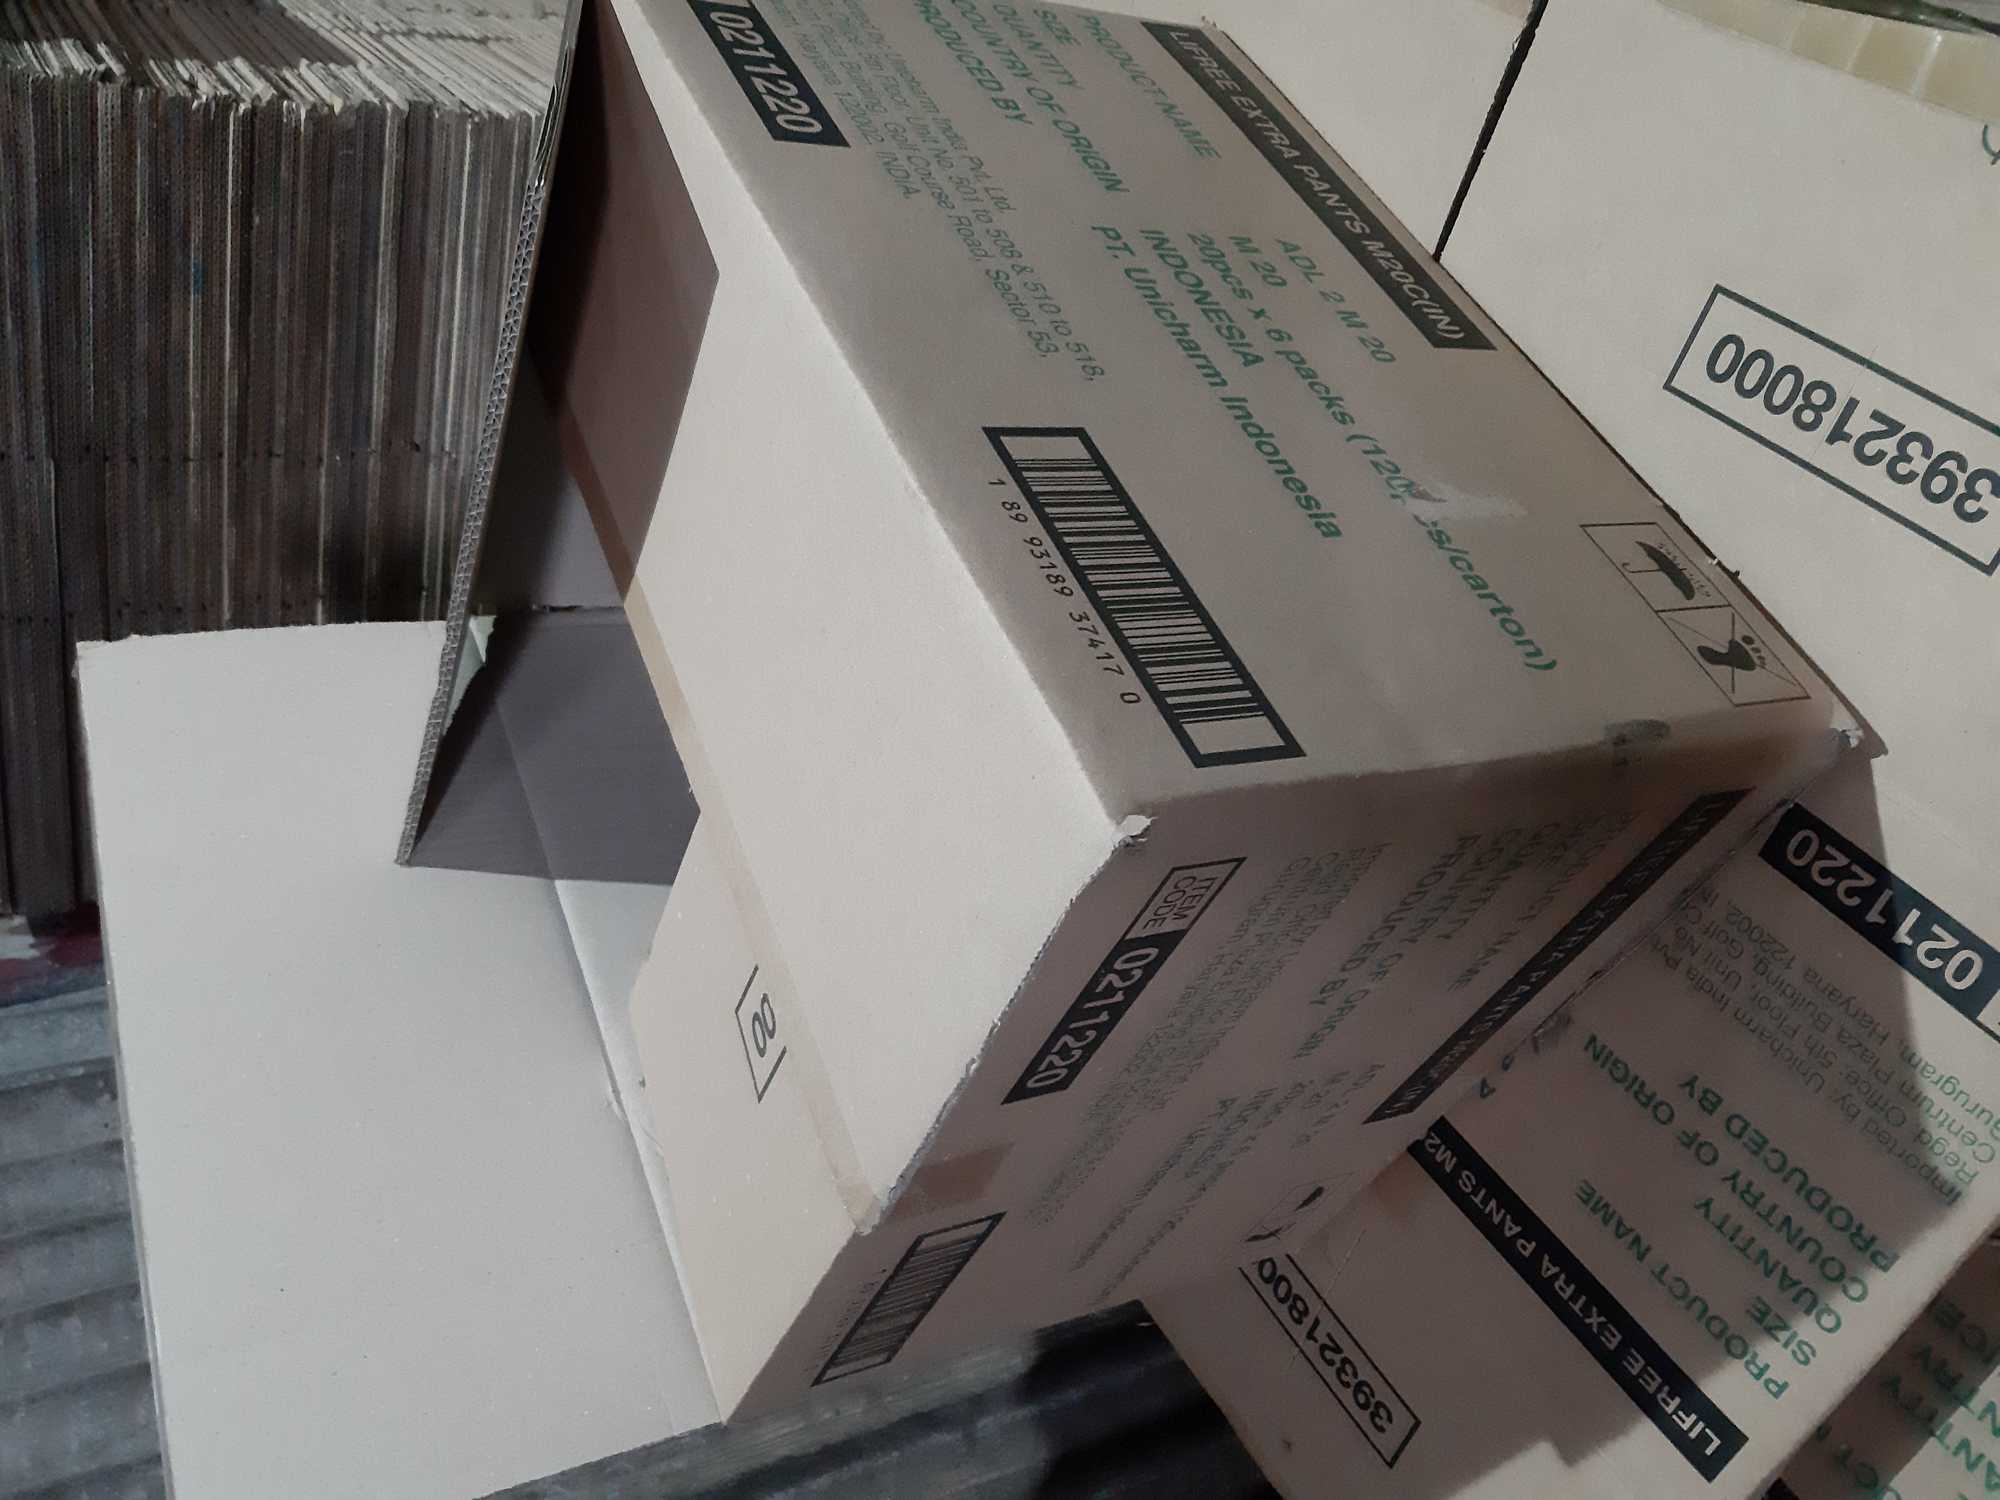 00
0211220
ITEM
CODE
0211220
1 89 93189 37417 0
Pvt. Ltd.
501 to 508 & 510 to 518,
Golf Course Road, Sector 53,
122002, INDIA.
PRODUCED BY
COUNTRY OF ORIGIN
QUANTITY
SIZE
PRODUCT NAME
PT. Unicharm Indonesia
INDONESIA
20pcs x 6 packs (120pcs/carton)
M 20
ADL 2 M 20
LIFREE EXTRA PANTS M20C(IN)
393218000
LIFREE EXTRA PANTS M2
PRODUCT NAME
SIZE
QUANTITY
COUNTRY OF ORIGIN
PRODUCED BY
Imported by: Unicharm India Pvt
Regd. Office: 5th Floor, Unit No.
Centrum Plaza Building, Golf C
Gurugram, Haryana 122002, I
0211220
393218000